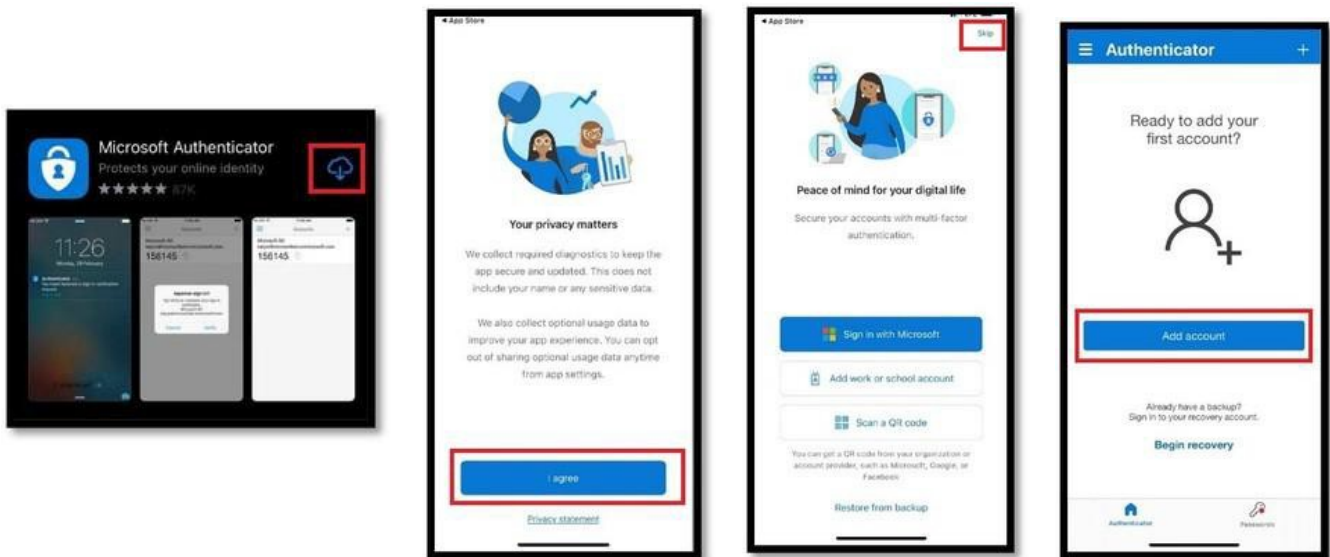 Microsoft Authenticator
Protects your online identity
87K
11:26
Monday, 28 February
Authenticator
156145
156145
◄ App Store
Your privacy matters
We collect required diagnostics to keep the
app secure and updated. This does not
include your name or any sensitive data.
We also collect optional usage data to
improve your app experience. You can opt
out of sharing optional usage data anytime
from app settings.
I agree
Privacy statement
◄ App Store
Skip
Peace of mind for your digital life
Secure your accounts with multi-factor
authentication.
Sign in with Microsoft
Add work or school account
Scan a QR code
You can get a QR code from your organization or
account provider, such as Microsoft, Google, or
Facebook
Restore from backup
Authenticator
Ready to add your
first account?
Add account
Already have a backup?
Sign in to your recovery account.
Begin recovery
Authenticator
Passwords